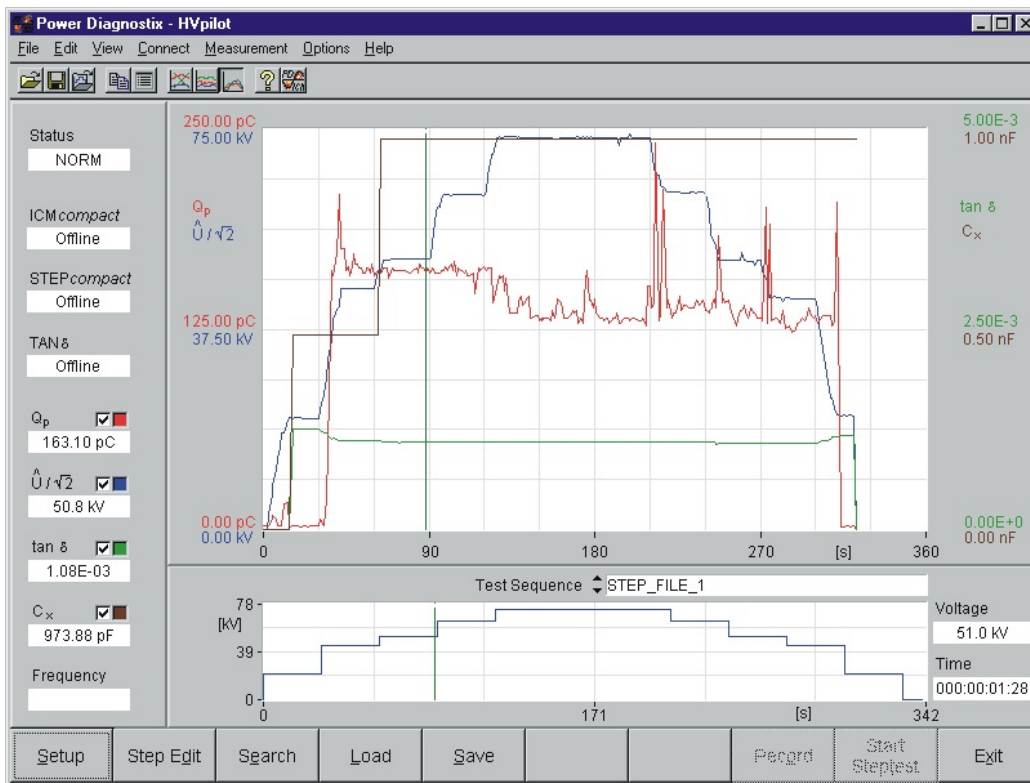 Power Diagnostix - HVpilot
File Edit View Connect Measurement Options Help
Status
NORM
ICMcompact
Offline
STEPcompact
Offline
TAN δ
Offline
Qp
163.10 pC
Û/√2
50.8 kV
tan δ
1.08E-03
Cx
973.88 pF
Frequency
250.00 pC
75.00 kV
Qp
Û/√2
125.00 pC
37.50 kV
0.00 pC
0.00 kV
0 90 180 270 [s] 360
5.00E-3
1.00 nF
tan δ
Cx
2.50E-3
0.50 nF
0.00E+0
0.00 nF
Test Sequence STEP_FILE_1
78
[kV]
39
0
0 171 [s] 342
Voltage
51.0 kV
Time
000:00:01:28
Setup Step Edit Search Load Save Record Start Steptest Exit